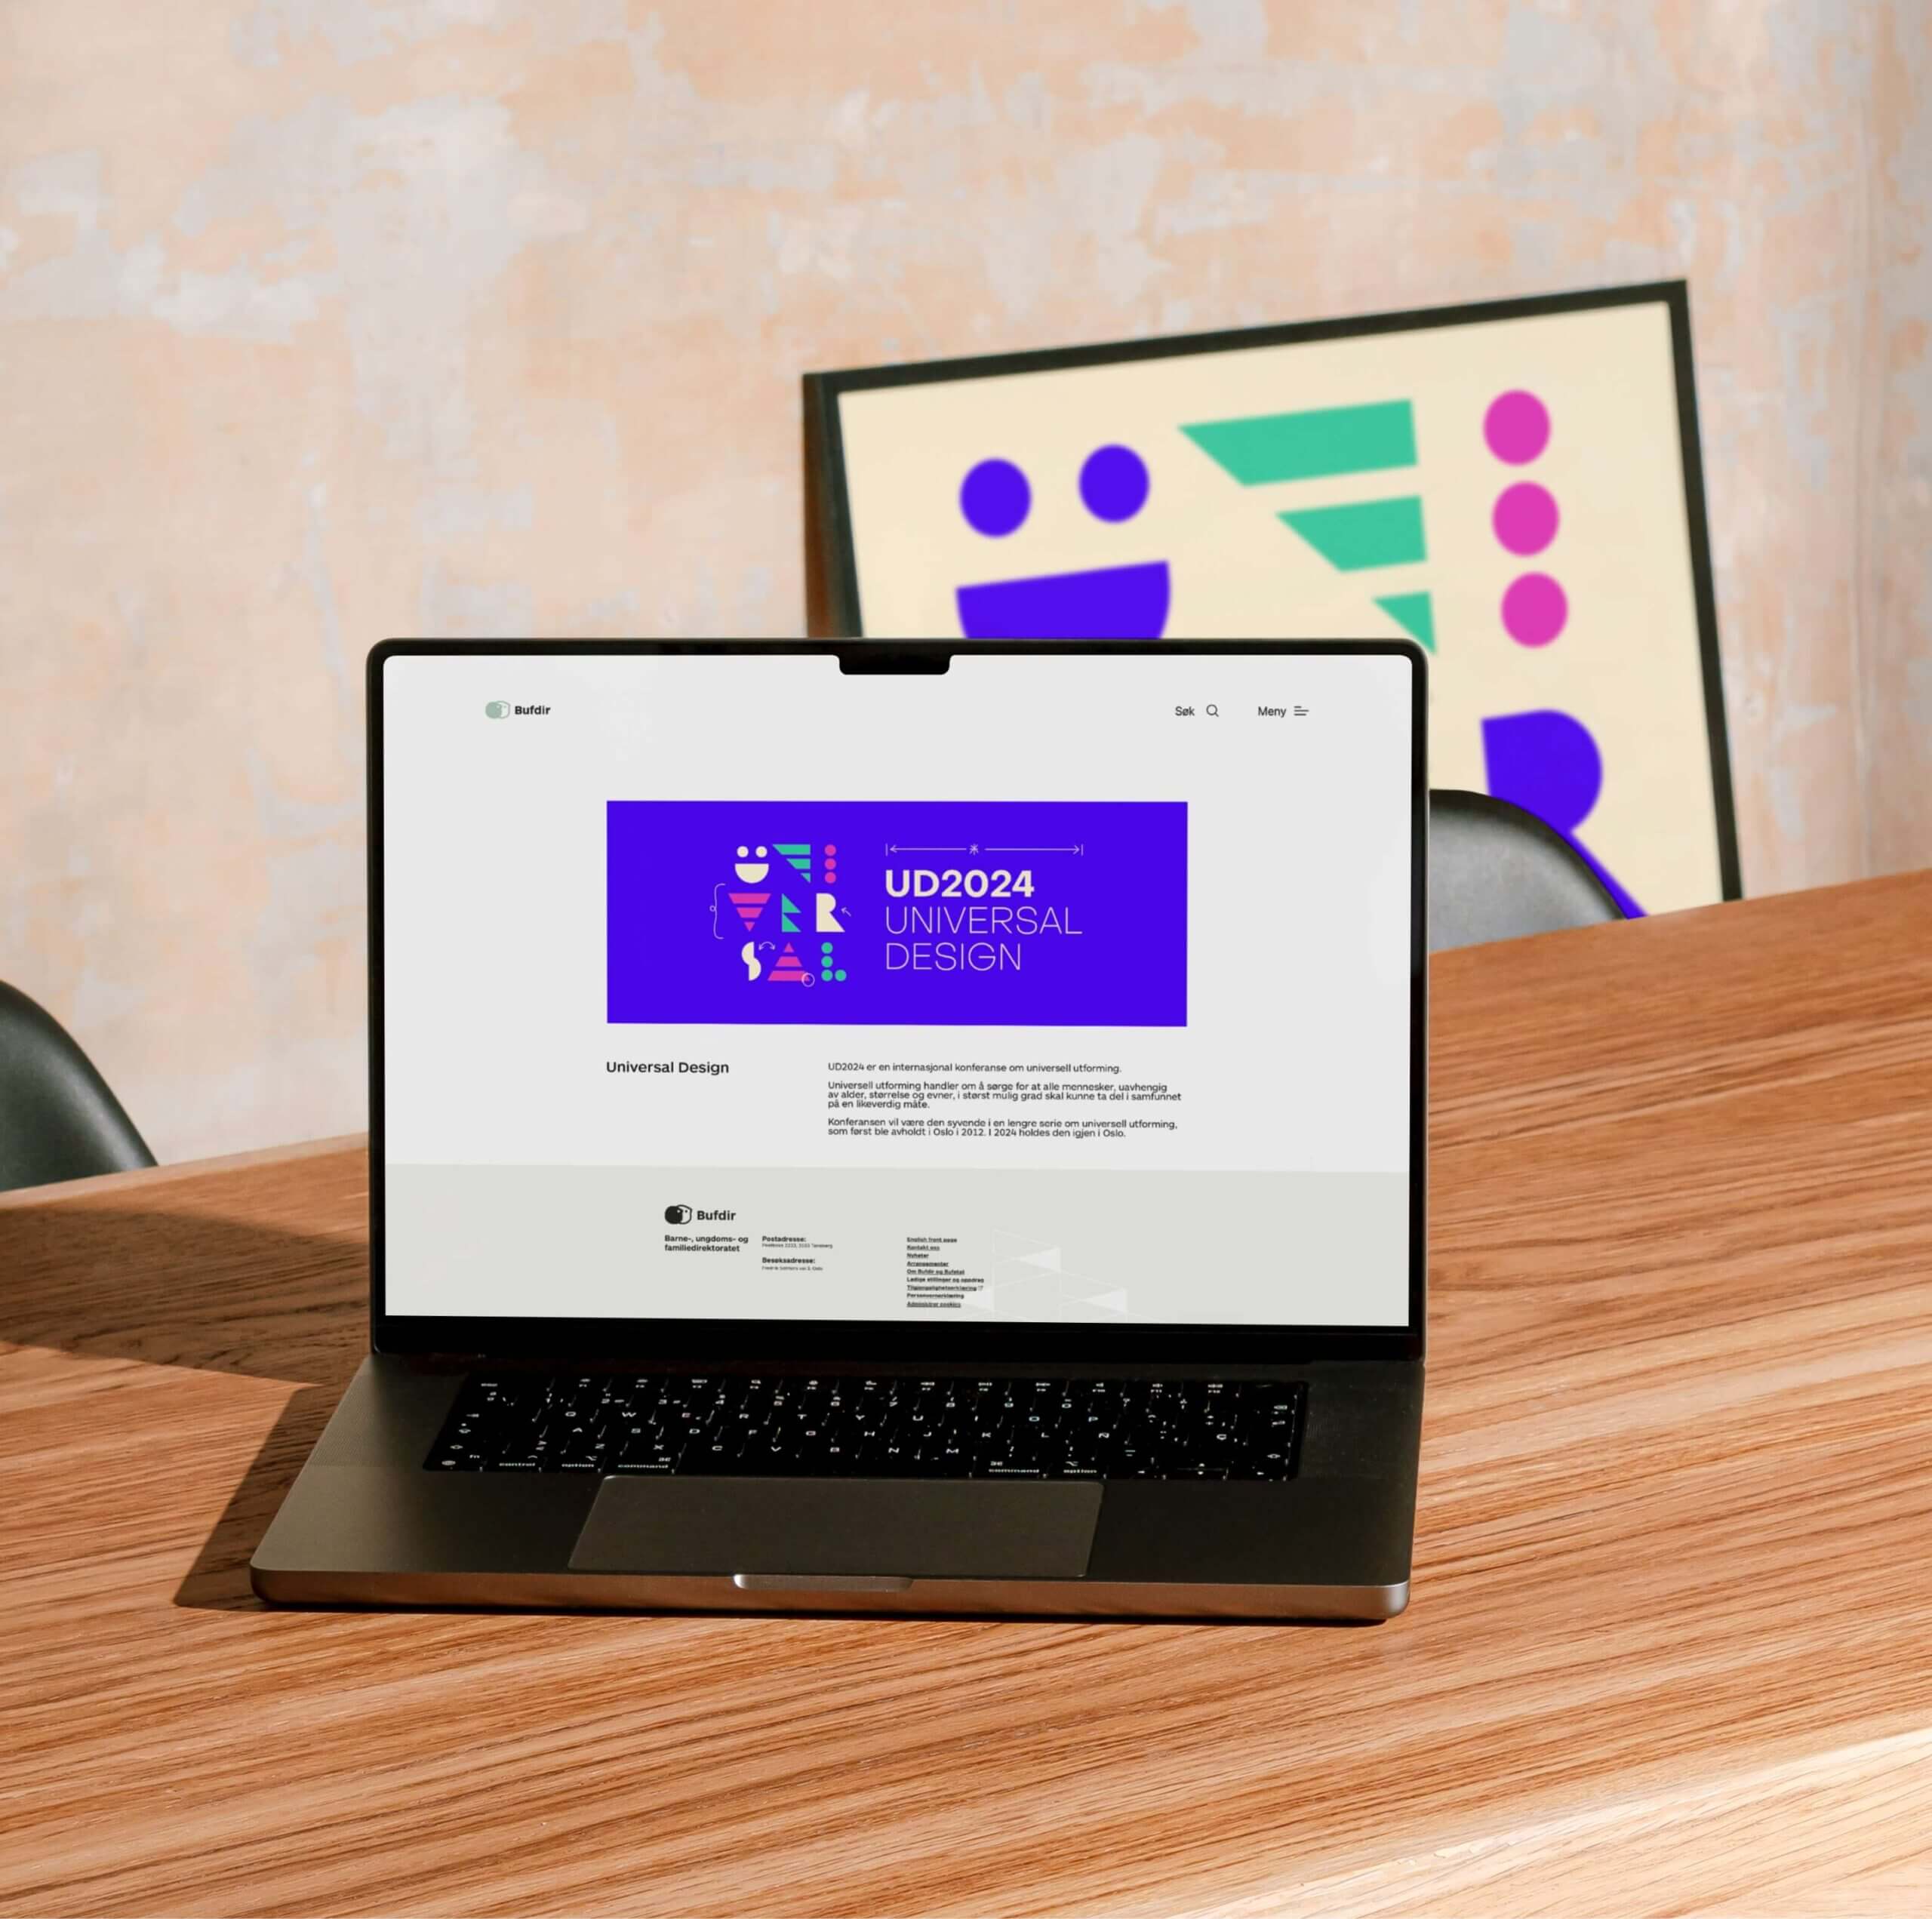 Bufdir
Søk
Meny
UNIVERSAL
UD2024
UNIVERSAL
DESIGN
Universal Design
UD2024 er en internasjonal konferanse om universell utforming.
Universell utforming handler om å sørge for at alle mennesker, uavhengig
av alder, størrelse og evner, i størst mulig grad skal kunne ta del i samfunnet
på en likeverdig måte.
Konferansen vil være den syvende i en lengre serie om universell utforming,
som først ble avholdt i Oslo i 2012. I 2024 holdes den igjen i Oslo.
Bufdir
Barne-, ungdoms- og
familiedirektoratet
Postadresse:
Besøksadresse:
English front page
Kontakt oss
Nyheter
Arrangementer
Om Bufdir og Bufetat
Ledige stillinger og oppdrag
Tilgjengelighetserklæring
Personvernerklæring
Administrer cookies
Q W E R T Y U I O P
A S D F G H J K L Ñ
Z X C V B N M
fn control option command command option